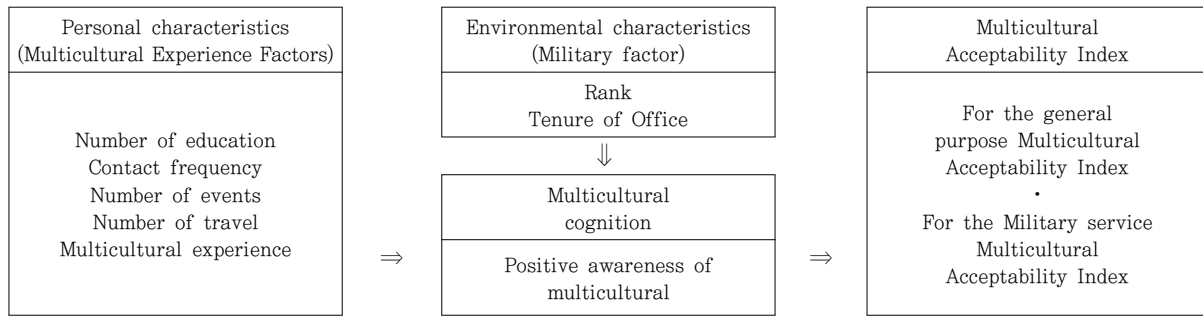 Personal characteristics
(Multicultural Experience Factors)
Number of education
Contact frequency
Number of events
Number of travel
Multicultural experience
⇒
Environmental characteristics
(Military factor)
Rank
Tenure of Office
⇓
Multicultural
cognition
Positive awareness of
multicultural
⇒
Multicultural
Acceptability Index
For the general
purpose Multicultural
Acceptability Index
·
For the Military service
Multicultural
Acceptability Index